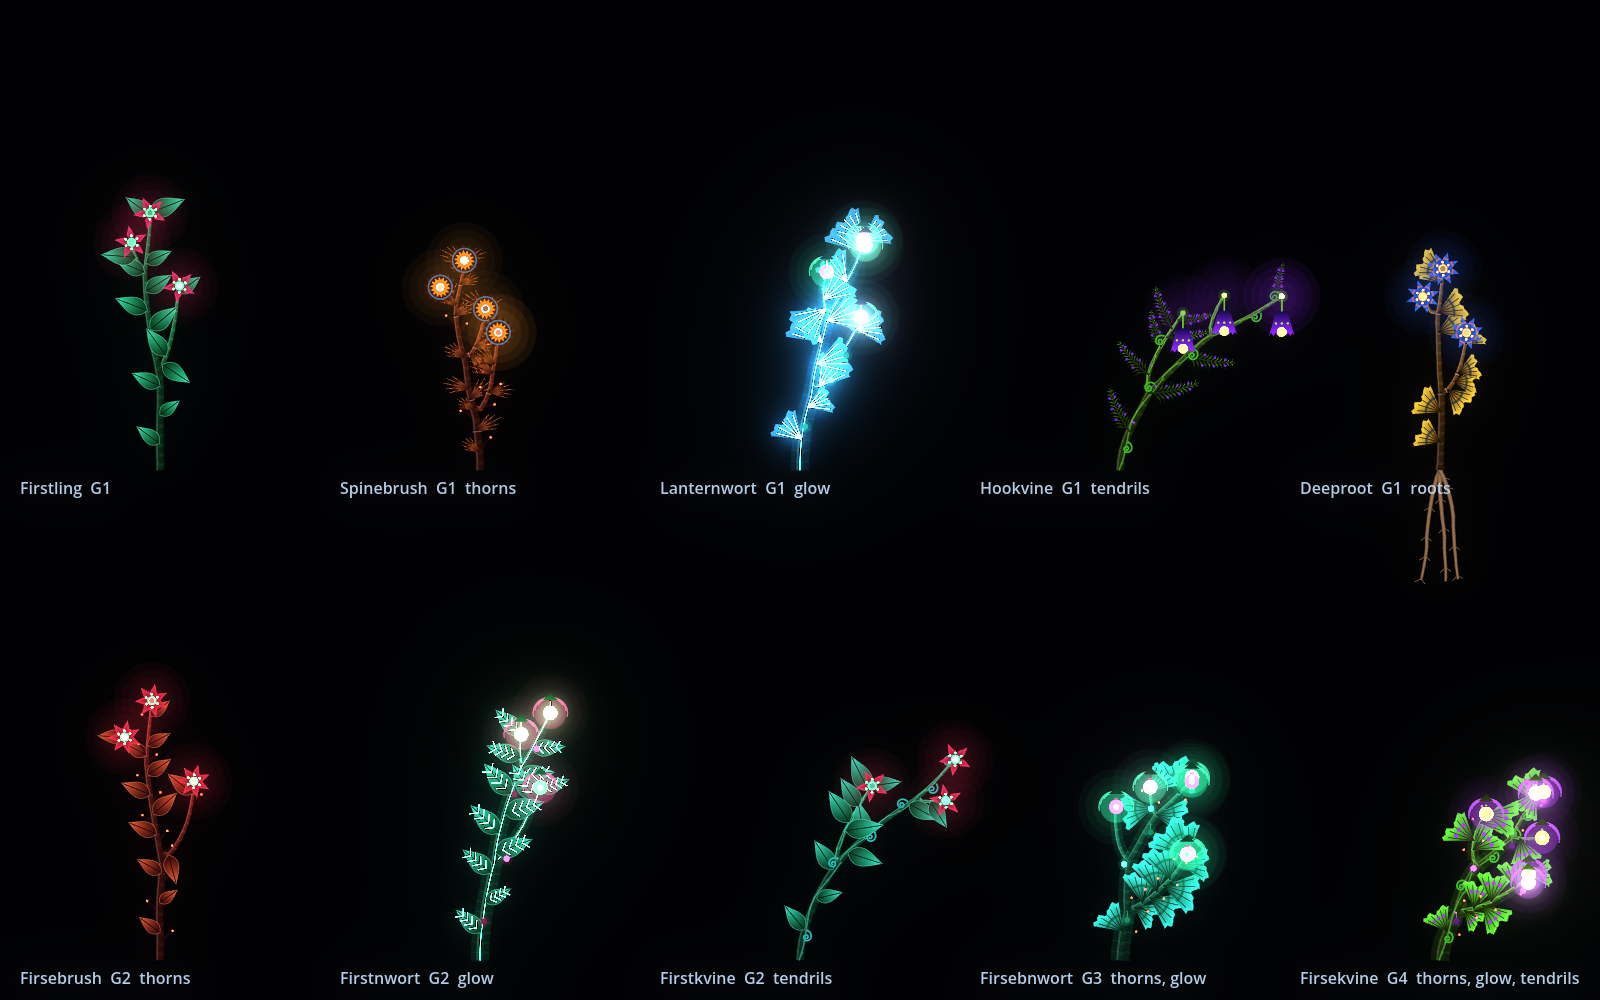 Firstling G1
Spinebrush G1 thorns
Lanternwort G1 glow
Hookvine G1 tendrils
Deeproot G1 roots
Firsebrush G2 thorns
Firstnwort G2 glow
Firstkvine G2 tendrils
Firsebnwort G3 thorns, glow
Firsekvine G4 thorns, glow, tendrils